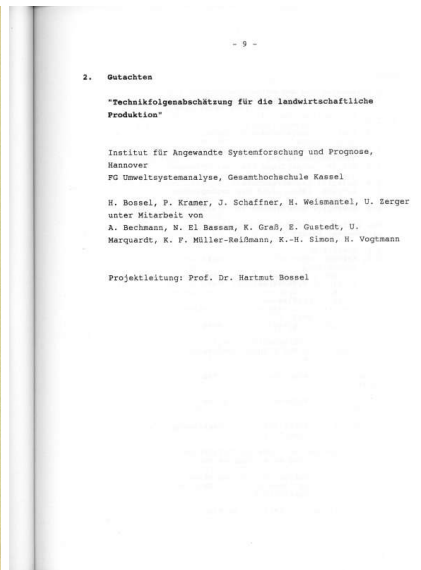 - 9 -
2. Gutachten
"Technikfolgenabschätzung für die landwirtschaftliche
Produktion"
Institut für Angewandte Systemforschung und Prognose,
Hannover
FG Umweltsystemanalyse, Gesamthochschule Kassel
H. Bossel, P. Kramer, J. Schaffner, H. Weismantel, U. Zerger
unter Mitarbeit von
A. Bechmann, N. El Bassam, K. Graß, E. Gustedt, U.
Marquardt, K. F. Müller-Reißmann, K.-H. Simon, H. Vogtmann
Projektleitung: Prof. Dr. Hartmut Bossel